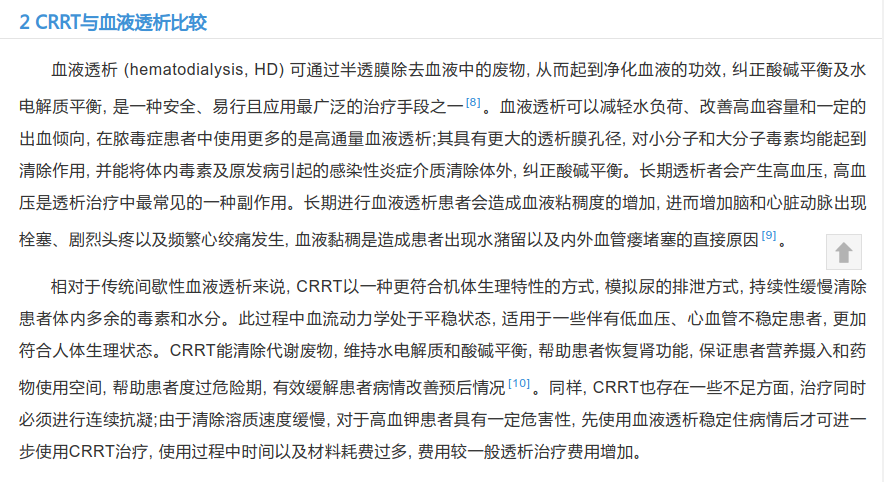 2 CRRT与血液透析比较
血液透析 (hematodialysis, HD) 可通过半透膜除去血液中的废物, 从而起到净化血液的功效, 纠正酸碱平衡及水
电解质平衡, 是一种安全、易行且应用最广泛的治疗手段之一[8]。血液透析可以减轻水负荷、改善高血容量和一定的
出血倾向, 在脓毒症患者中使用更多的是高通量血液透析;其具有更大的透析膜孔径, 对小分子和大分子毒素均能起到
清除作用, 并能将体内毒素及原发病引起的感染性炎症介质清除体外, 纠正酸碱平衡。长期透析者会产生高血压, 高血
压是透析治疗中最常见的一种副作用。长期进行血液透析患者会造成血液粘稠度的增加, 进而增加脑和心脏动脉出现
栓塞、剧烈头疼以及频繁心绞痛发生, 血液黏稠是造成患者出现水潴留以及内外血管瘘堵塞的直接原因[9]。
相对于传统间歇性血液透析来说, CRRT以一种更符合机体生理特性的方式, 模拟尿的排泄方式, 持续性缓慢清除
患者体内多余的毒素和水分。此过程中血流动力学处于平稳状态, 适用于一些伴有低血压、心血管不稳定患者, 更加
符合人体生理状态。CRRT能清除代谢废物, 维持水电解质和酸碱平衡, 帮助患者恢复肾功能, 保证患者营养摄入和药
物使用空间, 帮助患者度过危险期, 有效缓解患者病情改善预后情况[10]。同样, CRRT也存在一些不足方面, 治疗同时
必须进行连续抗凝;由于清除溶质速度缓慢, 对于高血钾患者具有一定危害性, 先使用血液透析稳定住病情后才可进一
步使用CRRT治疗, 使用过程中时间以及材料耗费过多, 费用较一般透析治疗费用增加。